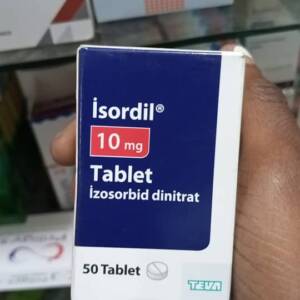 İsordil®
10 mg
Tablet
İzosorbid dinitrat
50 Tablet
TEVA